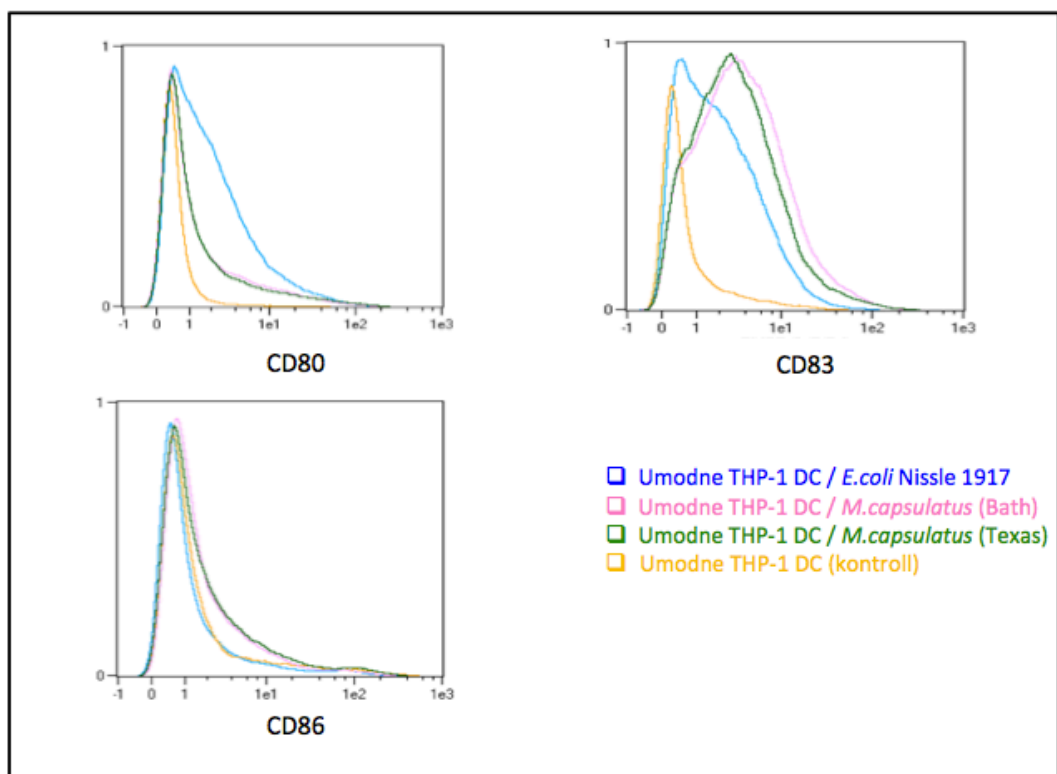 1
0
-1 0 1 1e1 1e2 1e3
CD80
1
0
-1 0 1 1e1 1e2 1e3
CD83
1
0
-1 0 1 1e1 1e2 1e3
CD86
Umodne THP-1 DC / E.coli Nissle 1917
Umodne THP-1 DC / M.capsulatus (Bath)
Umodne THP-1 DC / M.capsulatus (Texas)
Umodne THP-1 DC (kontroll)